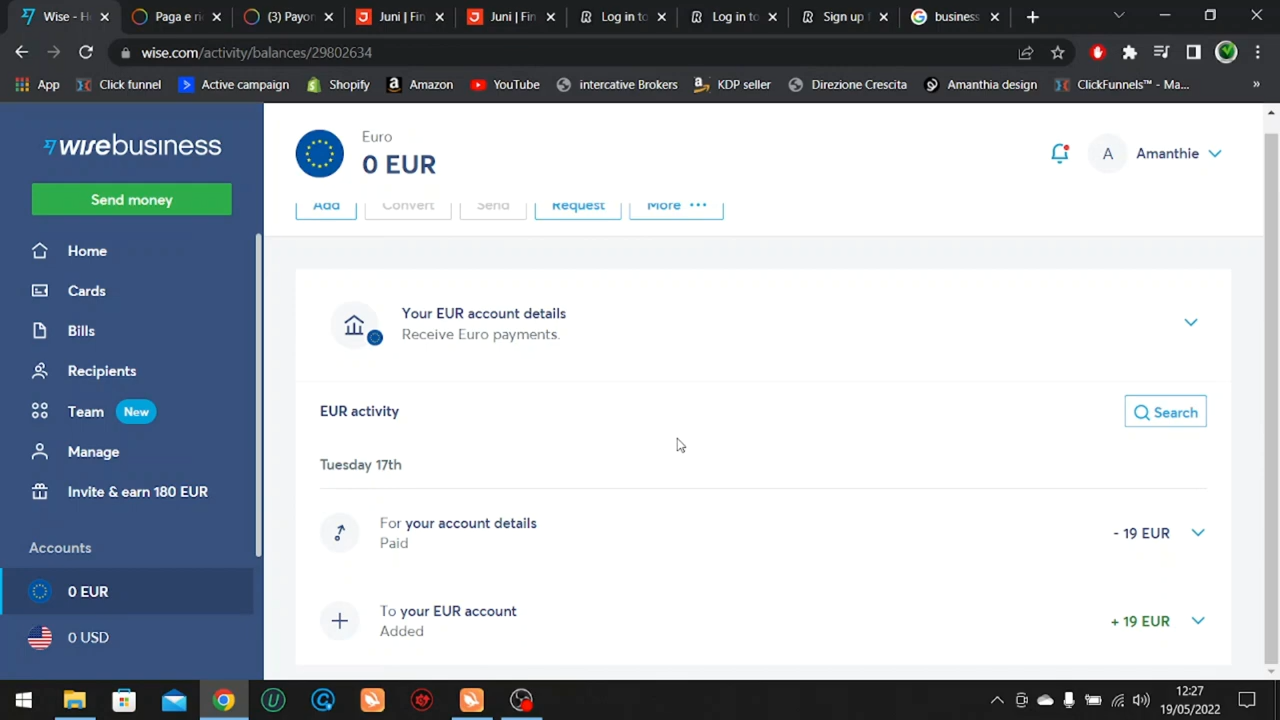 Wise - H
Paga e ri
(3) Payon
Juni | Fin
Juni | Fin
Log in to
Log in to
Sign up
business
wise.com/activity/balances/29802634
App
Click funnel
Active campaign
Shopify
Amazon
YouTube
intercative Brokers
KDP seller
Direzione Crescita
Amanthia design
ClickFunnels™ - Ma...
»
wisebusiness
Send money
Home
Cards
Bills
Recipients
Team New
Manage
Invite & earn 180 EUR
Accounts
0 EUR
0 USD
Euro
0 EUR
A Amanthie
Add
Convert
Send
Request
More ···
Your EUR account details
Receive Euro payments.
EUR activity
Search
Tuesday 17th
For your account details
Paid
- 19 EUR
To your EUR account
Added
+ 19 EUR
12:27
19/05/2022